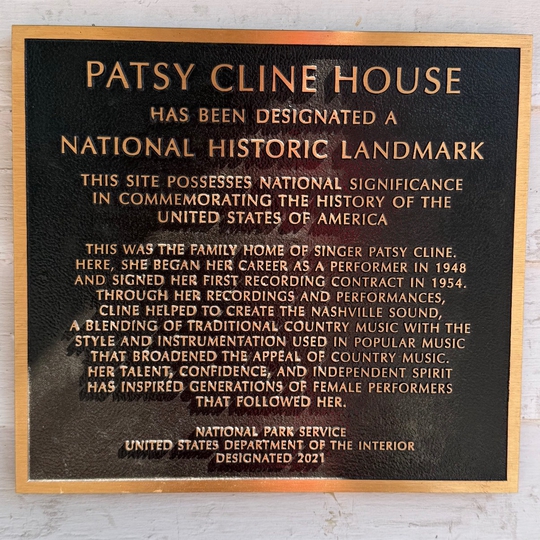 PATSY CLINE HOUSE
HAS BEEN DESIGNATED A
NATIONAL HISTORIC LANDMARK
THIS SITE POSSESSES NATIONAL SIGNIFICANCE
IN COMMEMORATING THE HISTORY OF THE
UNITED STATES OF AMERICA
THIS WAS THE FAMILY HOME OF SINGER PATSY CLINE.
HERE, SHE BEGAN HER CAREER AS A PERFORMER IN 1948
AND SIGNED HER FIRST RECORDING CONTRACT IN 1954.
THROUGH HER RECORDINGS AND PERFORMANCES,
CLINE HELPED TO CREATE THE NASHVILLE SOUND,
A BLENDING OF TRADITIONAL COUNTRY MUSIC WITH THE
STYLE AND INSTRUMENTATION USED IN POPULAR MUSIC
THAT BROADENED THE APPEAL OF COUNTRY MUSIC.
HER TALENT, CONFIDENCE, AND INDEPENDENT SPIRIT
HAS INSPIRED GENERATIONS OF FEMALE PERFORMERS
THAT FOLLOWED HER.
NATIONAL PARK SERVICE
UNITED STATES DEPARTMENT OF THE INTERIOR
DESIGNATED 2021